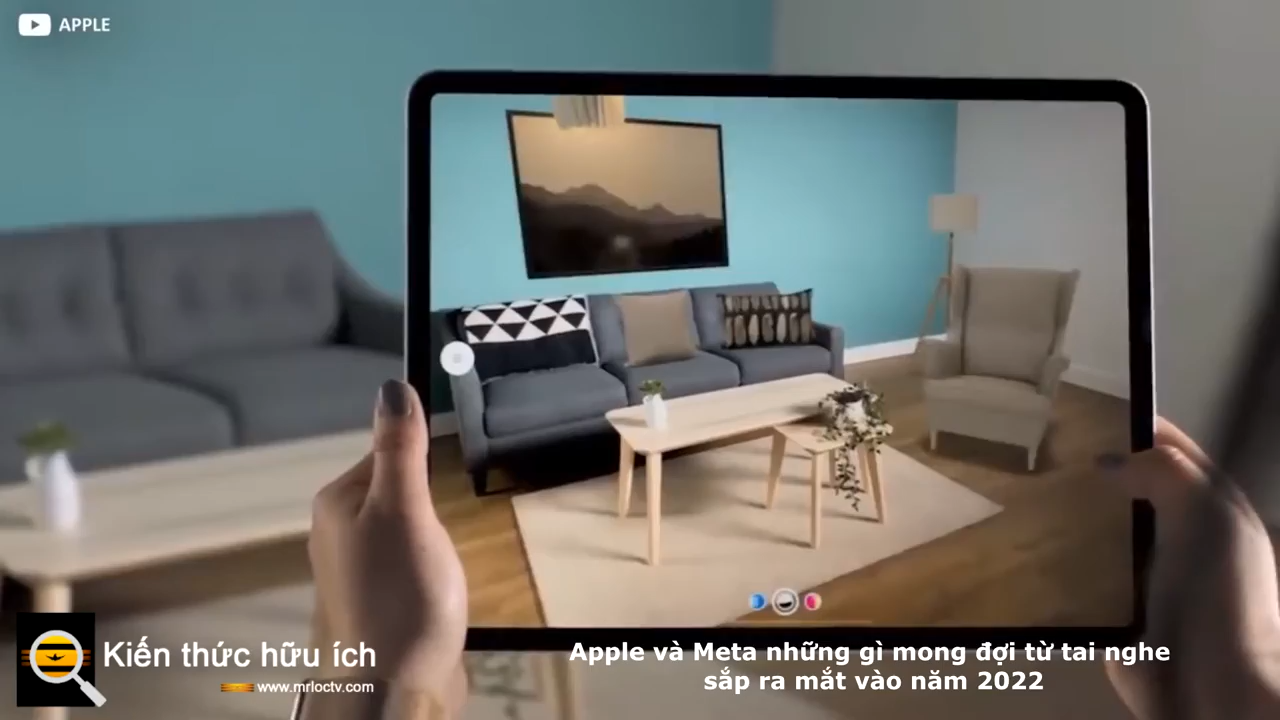 APPLE
Kiến thức hữu ích
www.mrloctv.com
Apple và Meta những gì mong đợi từ tai nghe
sắp ra mắt vào năm 2022